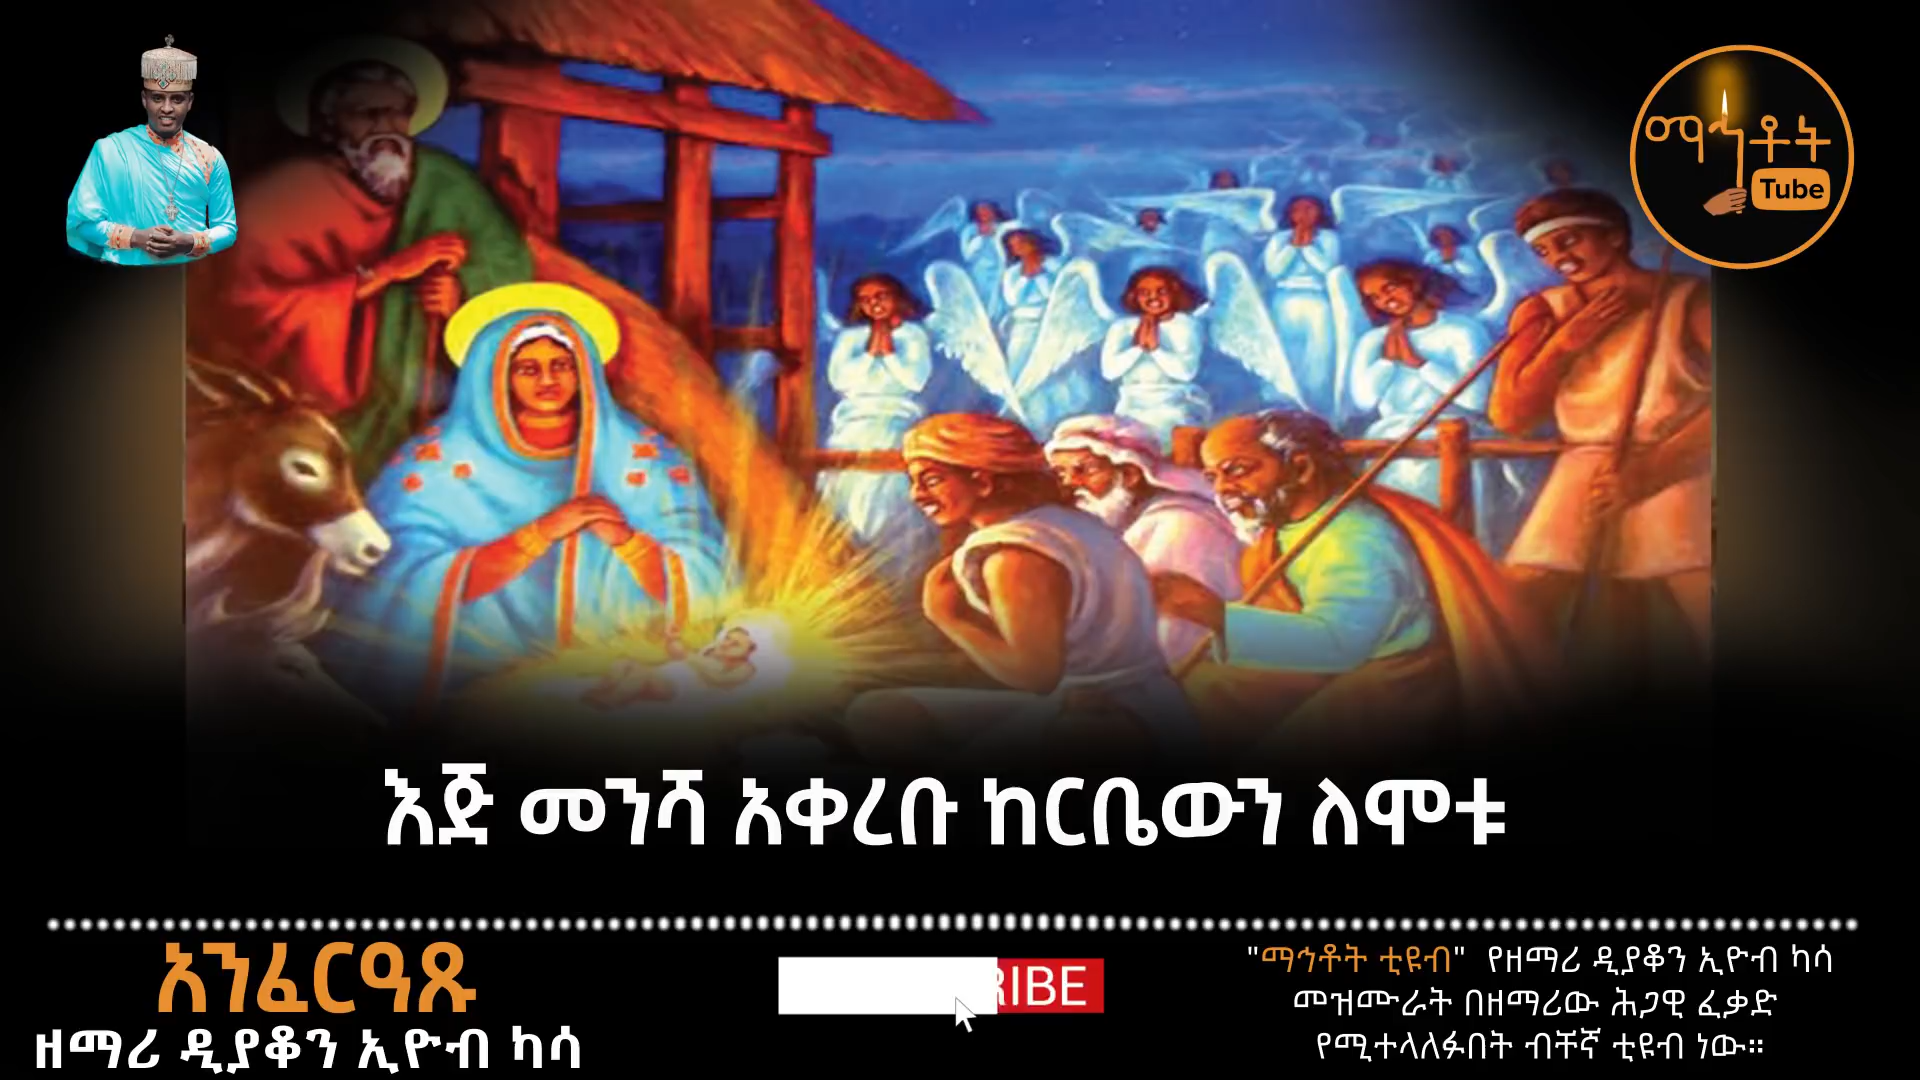 ማኅቶት
Tube
እጅ መንሻ አቀረቡ ከርቤውን ለሞቱ
አንፈርዓጹ
ዘማሪ ዲያቆን ኢዮብ ካሳ
RIBE
"ማኅቶት ቲዩብ" የዘማሪ ዲያቆን ኢዮብ ካሳ
መዝሙራት በዘማሪው ሕጋዊ ፈቃድ
የሚተላለፉበት ብቸኛ ቲዩብ ነው።